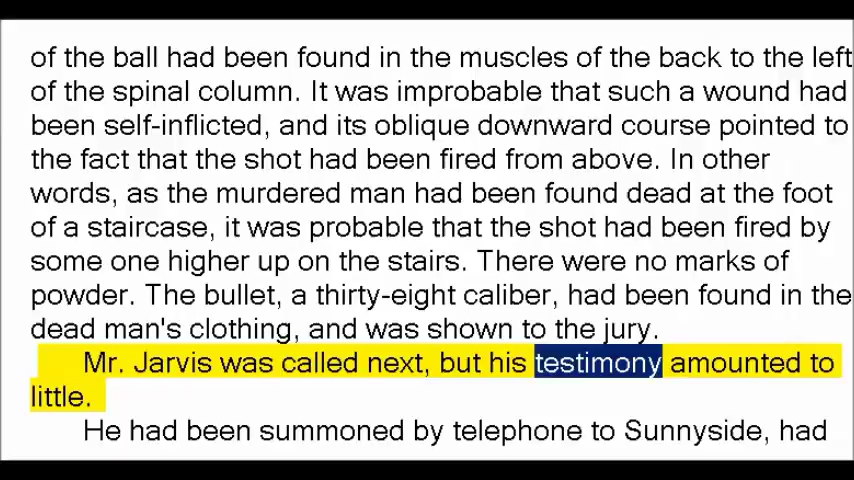 of the ball had been found in the muscles of the back to the left
of the spinal column. It was improbable that such a wound had
been self-inflicted, and its oblique downward course pointed to
the fact that the shot had been fired from above. In other
words, as the murdered man had been found dead at the foot
of a staircase, it was probable that the shot had been fired by
some one higher up on the stairs. There were no marks of
powder. The bullet, a thirty-eight caliber, had been found in the
dead man's clothing, and was shown to the jury.
Mr. Jarvis was called next, but his testimony amounted to
little.
He had been summoned by telephone to Sunnyside, had